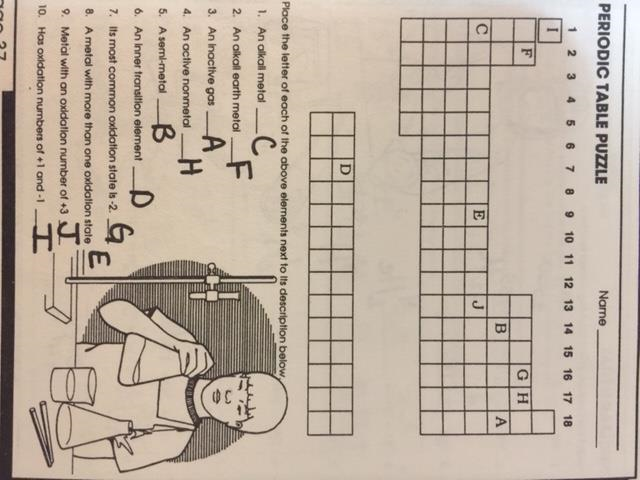 PERIODIC TABLE PUZZLE
Name
1 2 3 4 5 6 7 8 9 10 11 12 13 14 15 16 17 18
I
F G H
B A
C E J
D
Place the letter of each of the above elements next to its description below.
1. An alkali metal C
2. An alkali earth metal F
3. An inactive gas A
4. An active nonmetal H
5. A semi-metal B
6. An inner transition element D
7. Its most common oxidation state is -2. G
8. A metal with more than one oxidation state E
9. Metal with an oxidation number of +3 J
10. Has oxidation numbers of +1 and -1 I